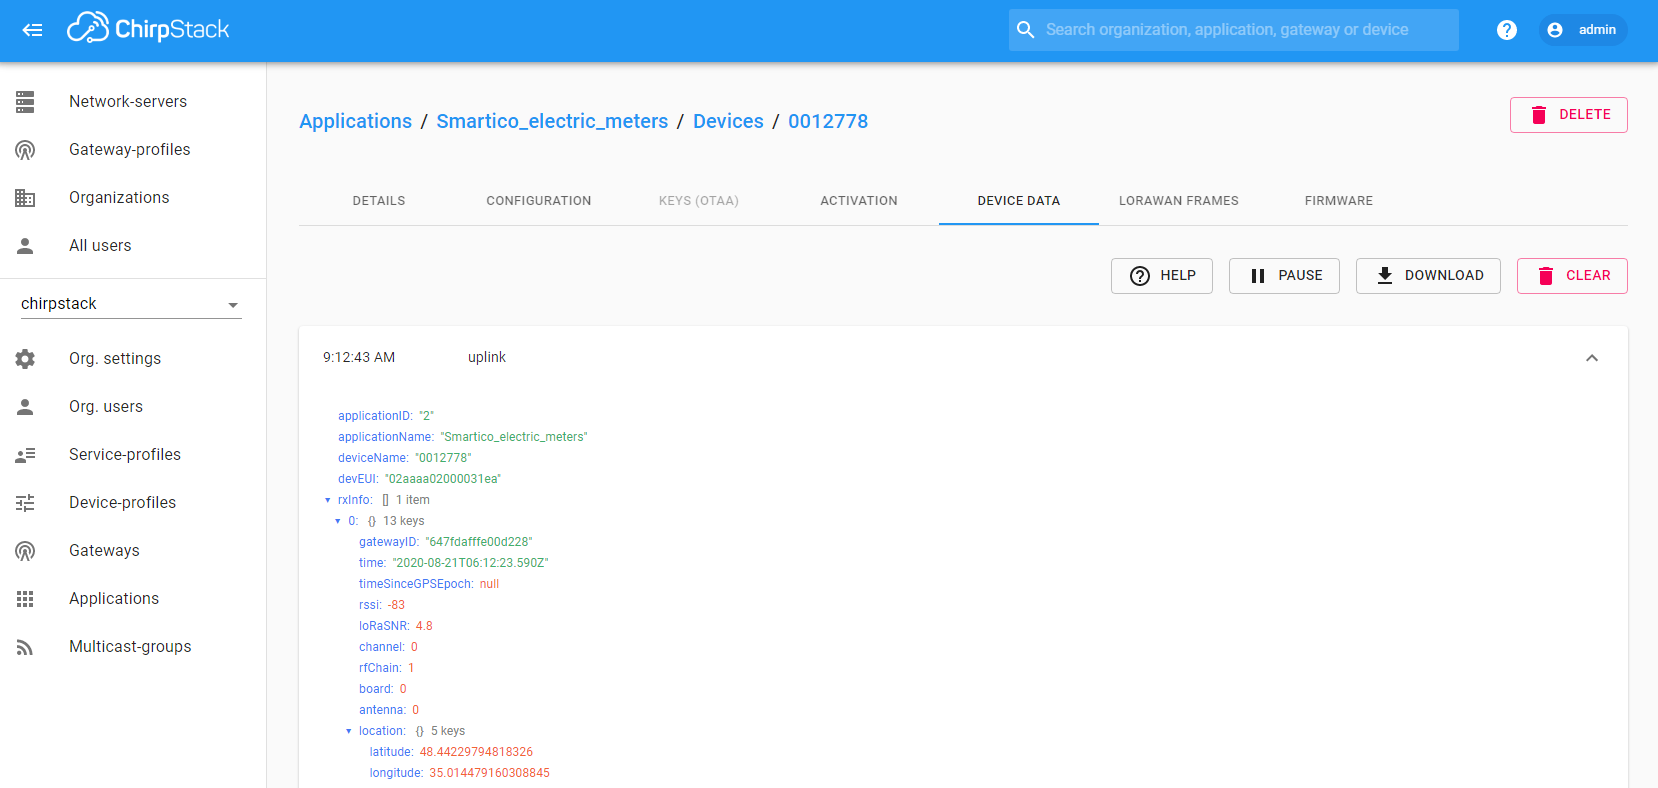 ChirpStack
Search organization, application, gateway or device
admin
Network-servers
Gateway-profiles
Organizations
All users
chirpstack
Org. settings
Org. users
Service-profiles
Device-profiles
Gateways
Applications
Multicast-groups
Applications / Smartico_electric_meters / Devices / 0012778
DELETE
DETAILS CONFIGURATION KEYS (OTAA) ACTIVATION DEVICE DATA LORAWAN FRAMES FIRMWARE
HELP PAUSE DOWNLOAD CLEAR
9:12:43 AM uplink
applicationID: "2"
applicationName: "Smartico_electric_meters"
deviceName: "0012778"
devEUI: "02aaaa02000031ea"
rxInfo: [] 1 item
0: {} 13 keys
gatewayID: "647fdafffe00d228"
time: "2020-08-21T06:12:23.590Z"
timeSinceGPSEpoch: null
rssi: -83
loRaSNR: 4.8
channel: 0
rfChain: 1
board: 0
antenna: 0
location: {} 5 keys
latitude: 48.44229794818326
longitude: 35.014479160308845